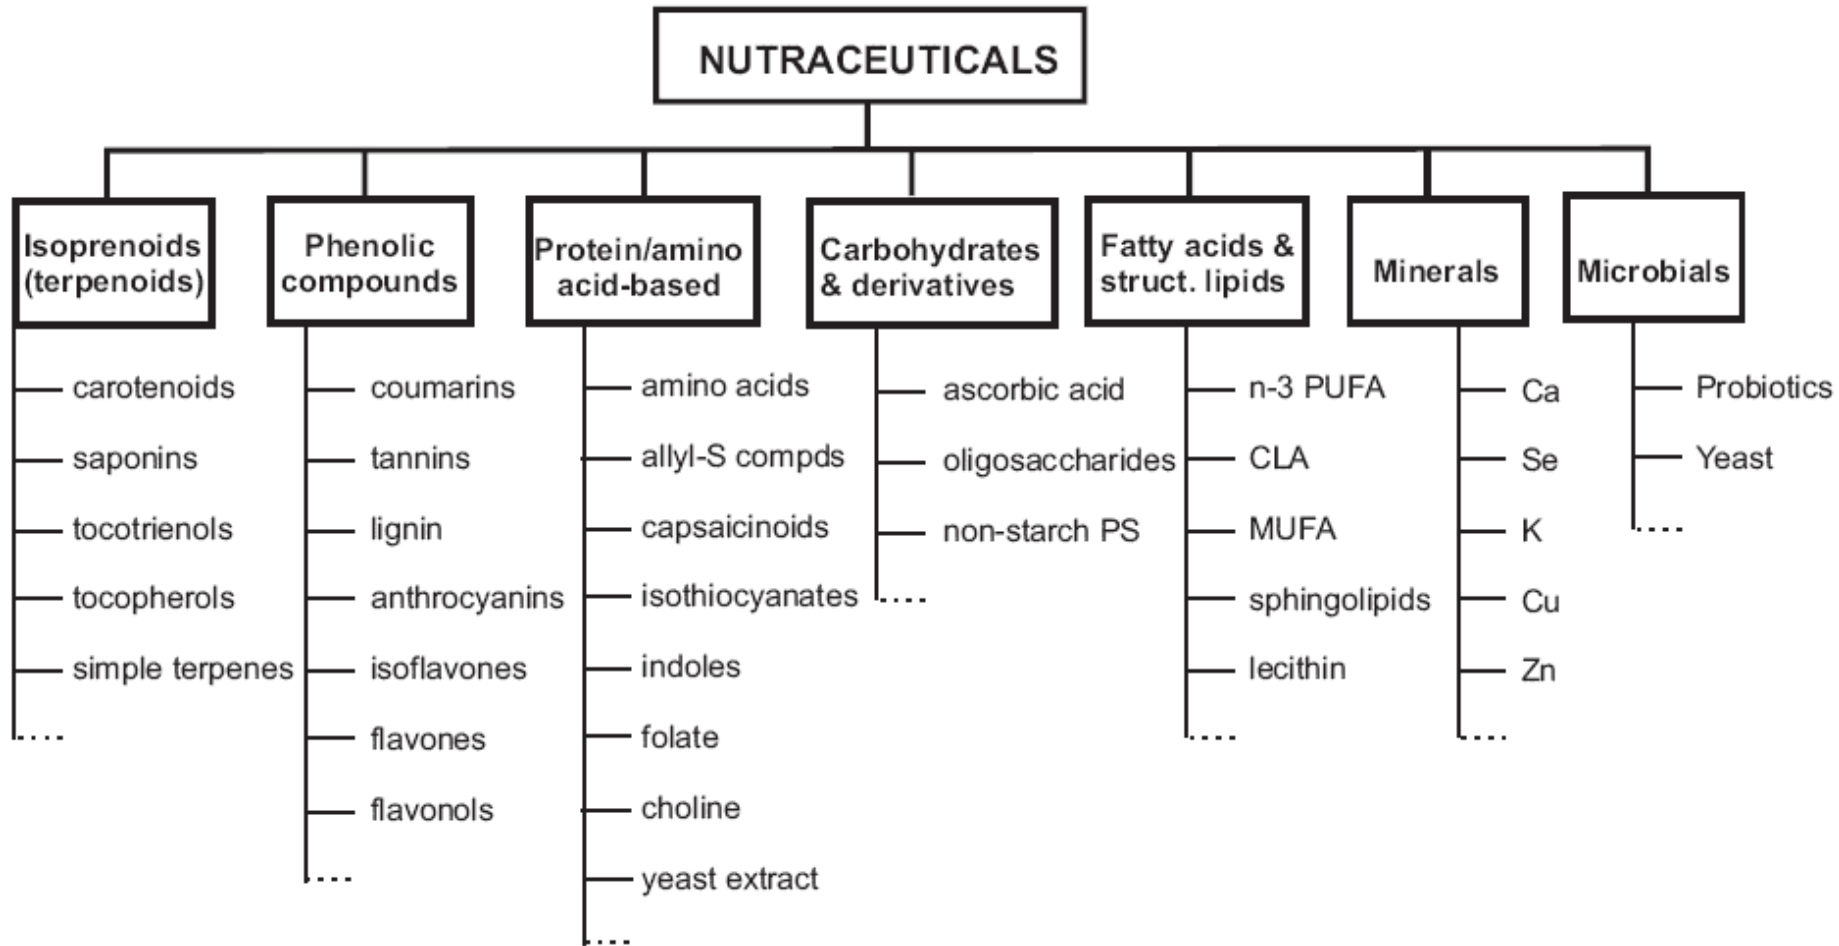 NUTRACEUTICALS
Isoprenoids
(terpenoids)
carotenoids
saponins
tocotrienols
tocopherols
simple terpenes
Phenolic
compounds
coumarins
tannins
lignin
anthrocyanins
isoflavones
flavones
flavonols
Protein/amino
acid-based
amino acids
allyl-S compds
capsaicinoids
isothiocyanates
indoles
folate
choline
yeast extract
Carbohydrates
& derivatives
ascorbic acid
oligosaccharides
non-starch PS
Fatty acids &
struct. lipids
n-3 PUFA
CLA
MUFA
sphingolipids
lecithin
Minerals
Ca
Se
K
Cu
Zn
Microbials
Probiotics
Yeast